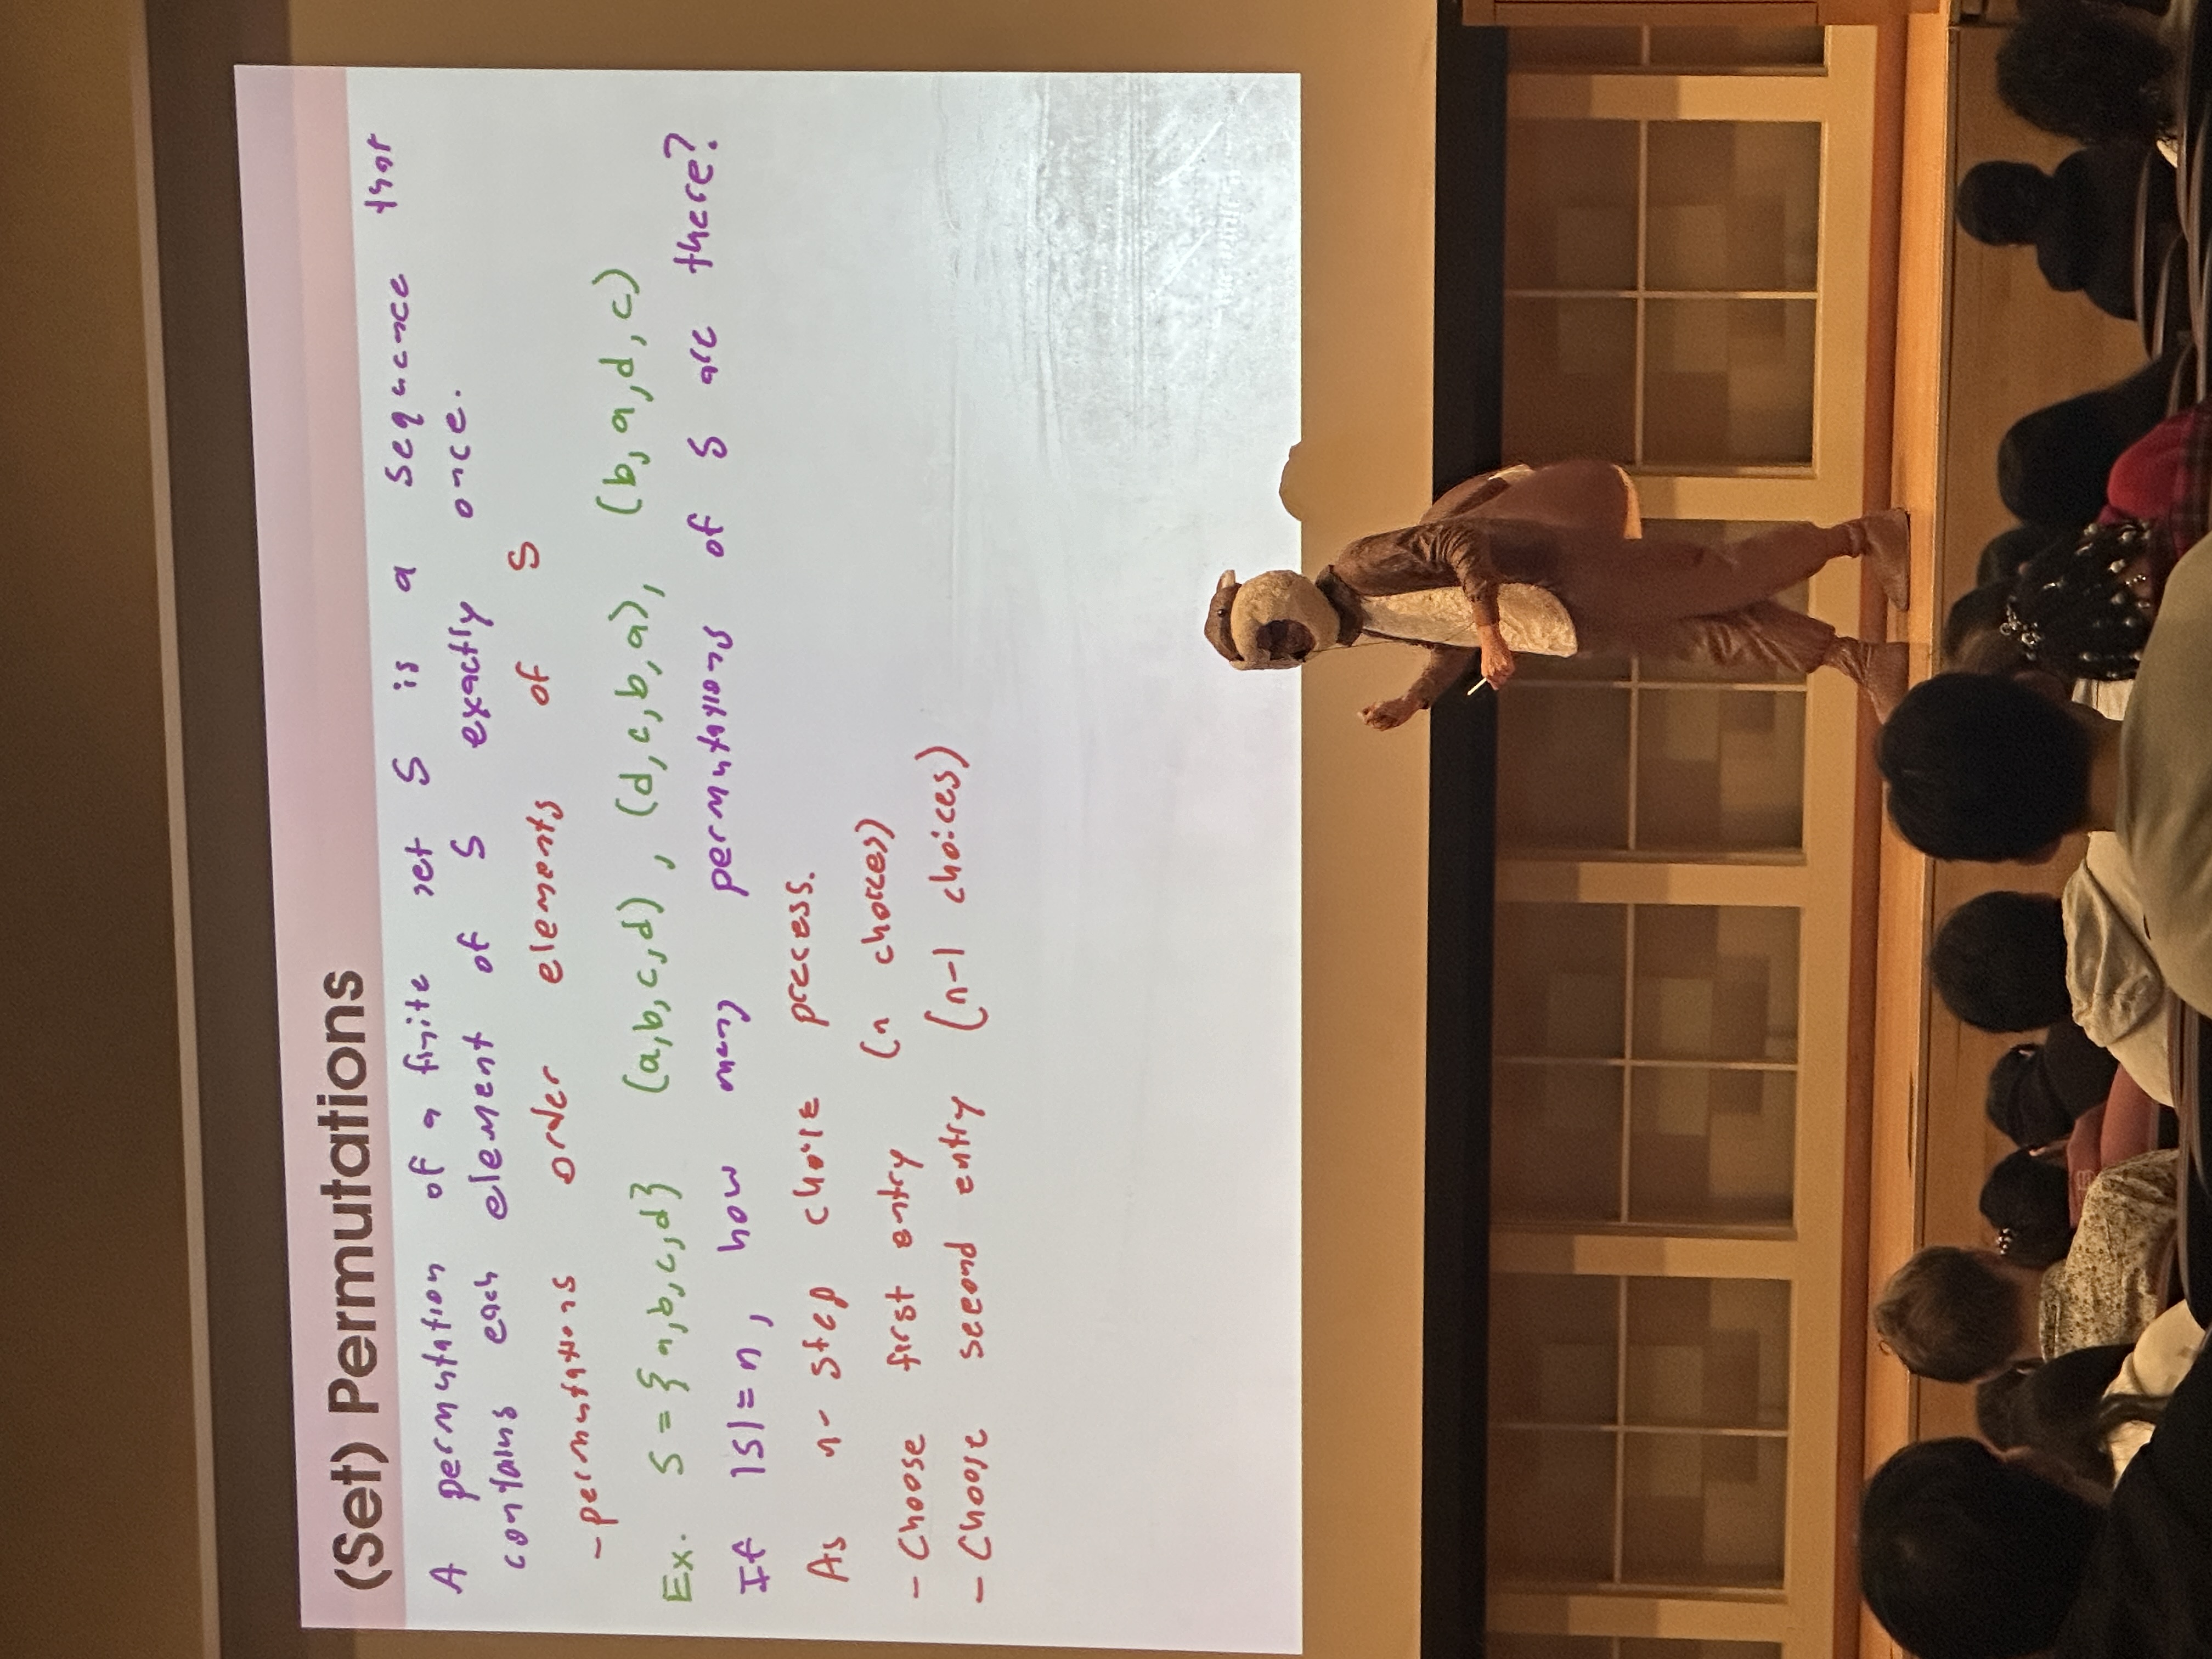 (Set) Permutations
A permutation of a finite set S is a sequence that
contains each element of S exactly once.
- permutations order elements of S
Ex. S = {a,b,c,d} (a,b,c,d), (d,c,b,a), (b,a,d,c)
If |S| = n, how many permutations of S are there?
As n-step choice process.
- Choose first entry (n choices)
- Choose second entry (n-1 choices)